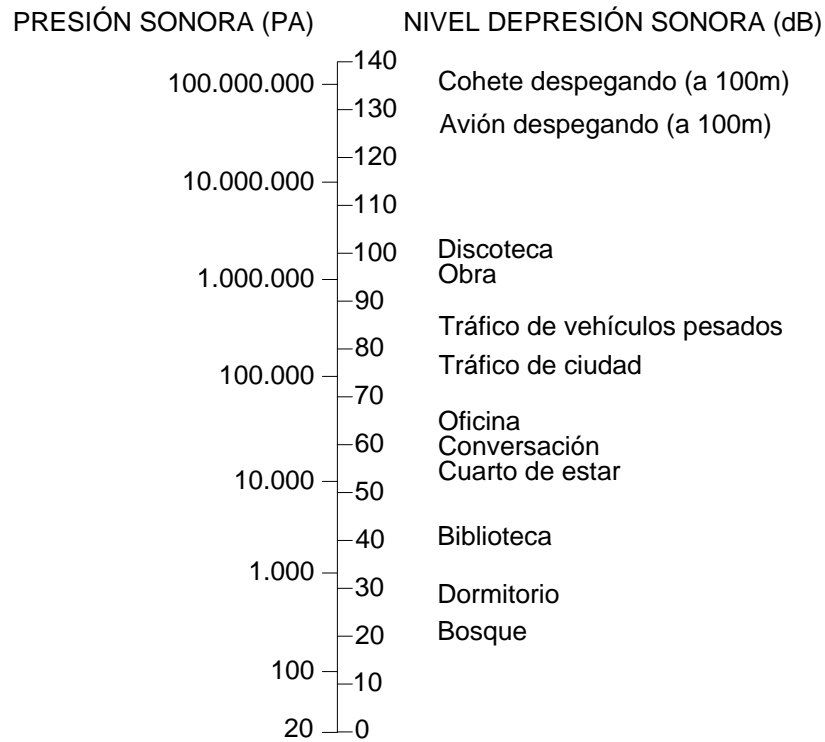 PRESIÓN SONORA (PA) NIVEL DEPRESIÓN SONORA (dB)
140
100.000.000 Cohete despegando (a 100m)
130
Avión despegando (a 100m)
120
10.000.000
110
100 Discoteca
1.000.000 Obra
90
Tráfico de vehículos pesados
80
100.000 Tráfico de ciudad
70
Oficina
60 Conversación
10.000 Cuarto de estar
50
40 Biblioteca
1.000
30 Dormitorio
20 Bosque
100
10
20 0